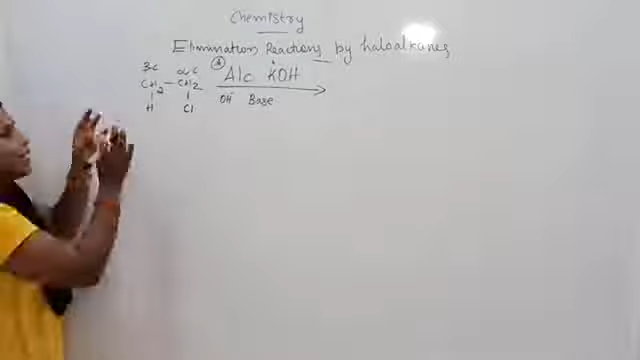 Chemistry
Elimination Reactions by haloalkanes
βC αC Alc KOH
CH2 - CH2
OH Base
H Cl